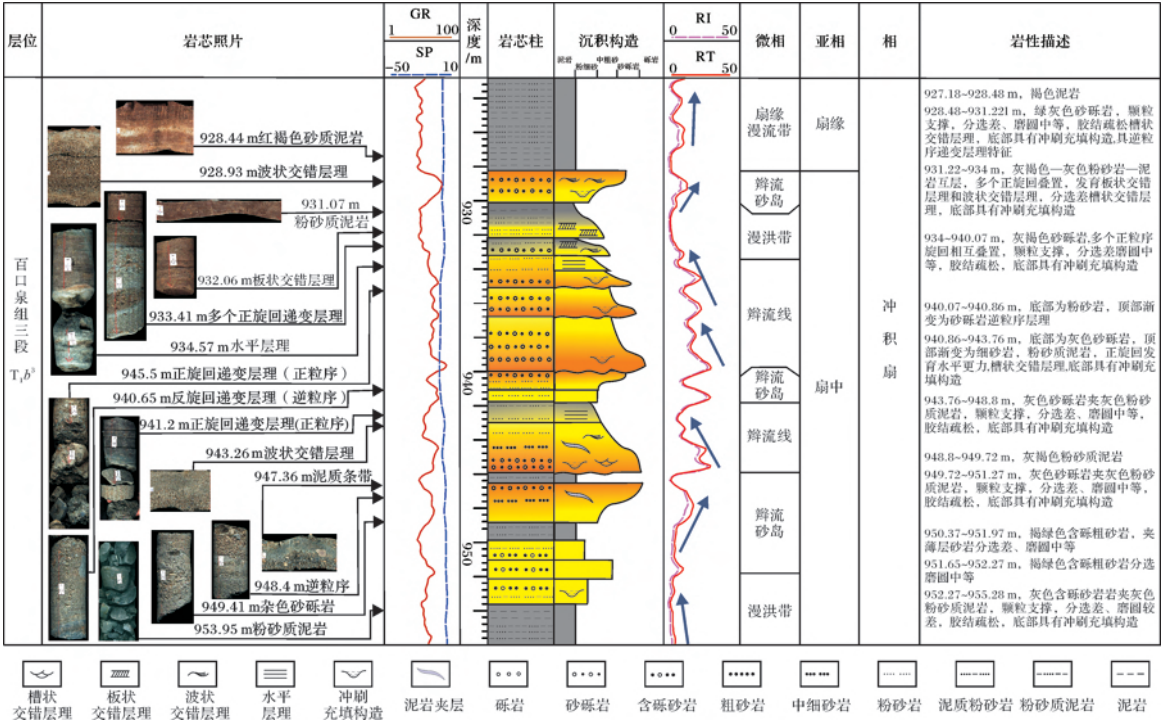 层位
岩芯照片
GR
1 100
SP
-50 10
深度/m
岩芯柱
沉积构造
泥岩 粉细砂 中粗砂 砂砾岩 砾岩
RI
0 50
RT
0 50
微相
亚相
相
岩性描述
百口泉组三段
T₁b³
928.44 m红褐色砂质泥岩
928.93 m波状交错层理
931.07 m
粉砂质泥岩
932.06 m板状交错层理
933.41 m多个正旋回递变层理
934.57 m水平层理
945.5 m正旋回递变层理（正粒序）
940.65 m反旋回递变层理（逆粒序）
941.2 m正旋回递变层理(正粒序)
943.26 m波状交错层理
947.36 m泥质条带
948.4 m逆粒序
949.41 m杂色砂砾岩
953.95 m粉砂质泥岩
930
940
950
扇缘
漫流带
辫流
砂岛
漫洪带
辫流线
辫流
砂岛
辫流线
辫流
砂岛
漫洪带
扇缘
扇中
冲积扇
927.18~928.48 m，褐色泥岩
928.48~931.22l m，绿灰色砂砾岩，颗粒
支撑，分选差、磨圆中等，胶结疏松槽状
交错层理，底部具有冲刷充填构造,具逆粒
序递变层理特征
931.22~934 m，灰褐色—灰色粉砂岩—泥
岩互层，多个正旋回叠置，发育板状交错
层理和波状交错层理，分选差槽状交错层
理，底部具有冲刷充填构造
934~940.07 m，灰褐色砂砾岩,多个正粒序
旋回相互叠置，颗粒支撑，分选差磨圆中
等，胶结疏松，底部具有冲刷充填构造
940.07~940.86 m，底部为粉砂岩，顶部渐
变为砂砾岩逆粒序层理
940.86~943.76 m，底部为灰色砂砾岩，顶
部渐变为细砂岩，粉砂质泥岩，正旋回发
育水平更力,槽状交错层理,底部具有冲刷充
填构造
943.76~948.8 m，灰色砂砾岩夹灰色粉砂
质泥岩，颗粒支撑，分选差、磨圆中等，
胶结疏松，底部具有冲刷充填构造
948.8~949.72 m，灰褐色粉砂质泥岩
949.72~951.27 m，灰色砂砾岩夹灰色粉砂
质泥岩，颗粒支撑，分选差、磨圆中等，
胶结疏松，底部具有冲刷充填构造
950.37~951.97 m，褐绿色含砾粗砂岩，夹
薄层砂岩分选差、磨圆中等
951.65~952.27 m，褐绿色含砾粗砂岩分选
磨圆中等
952.27~955.28 m，灰色含砾砂岩岩夹灰色
粉砂质泥岩，颗粒支撑，分选差、磨圆较
差，胶结疏松，底部具有冲刷充填构造
槽状
交错层理
板状
交错层理
波状
交错层理
水平
层理
冲刷
充填构造
泥岩夹层
砾岩
砂砾岩
含砾砂岩
粗砂岩
中细砂岩
粉砂岩
泥质粉砂岩
粉砂质泥岩
泥岩